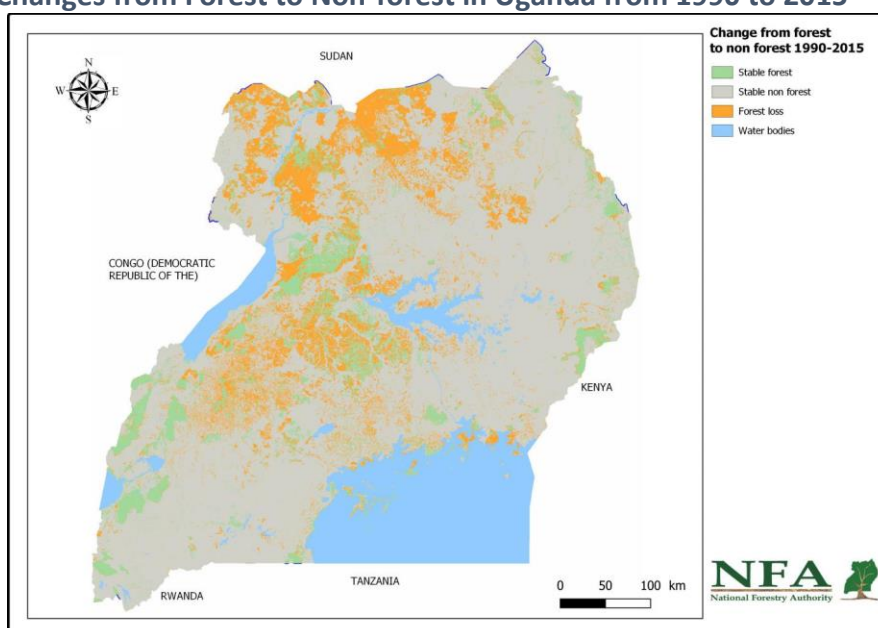 Changes from Forest to Non-forest in Uganda from 1990 to 2015
Change from forest
to non forest 1990-2015
Stable forest
Stable non forest
Forest loss
Water bodies
SUDAN
N
W
E
S
CONGO (DEMOCRATIC
REPUBLIC OF THE)
KENYA
TANZANIA
RWANDA
0 50 100 km
NFA
National Forestry Authority